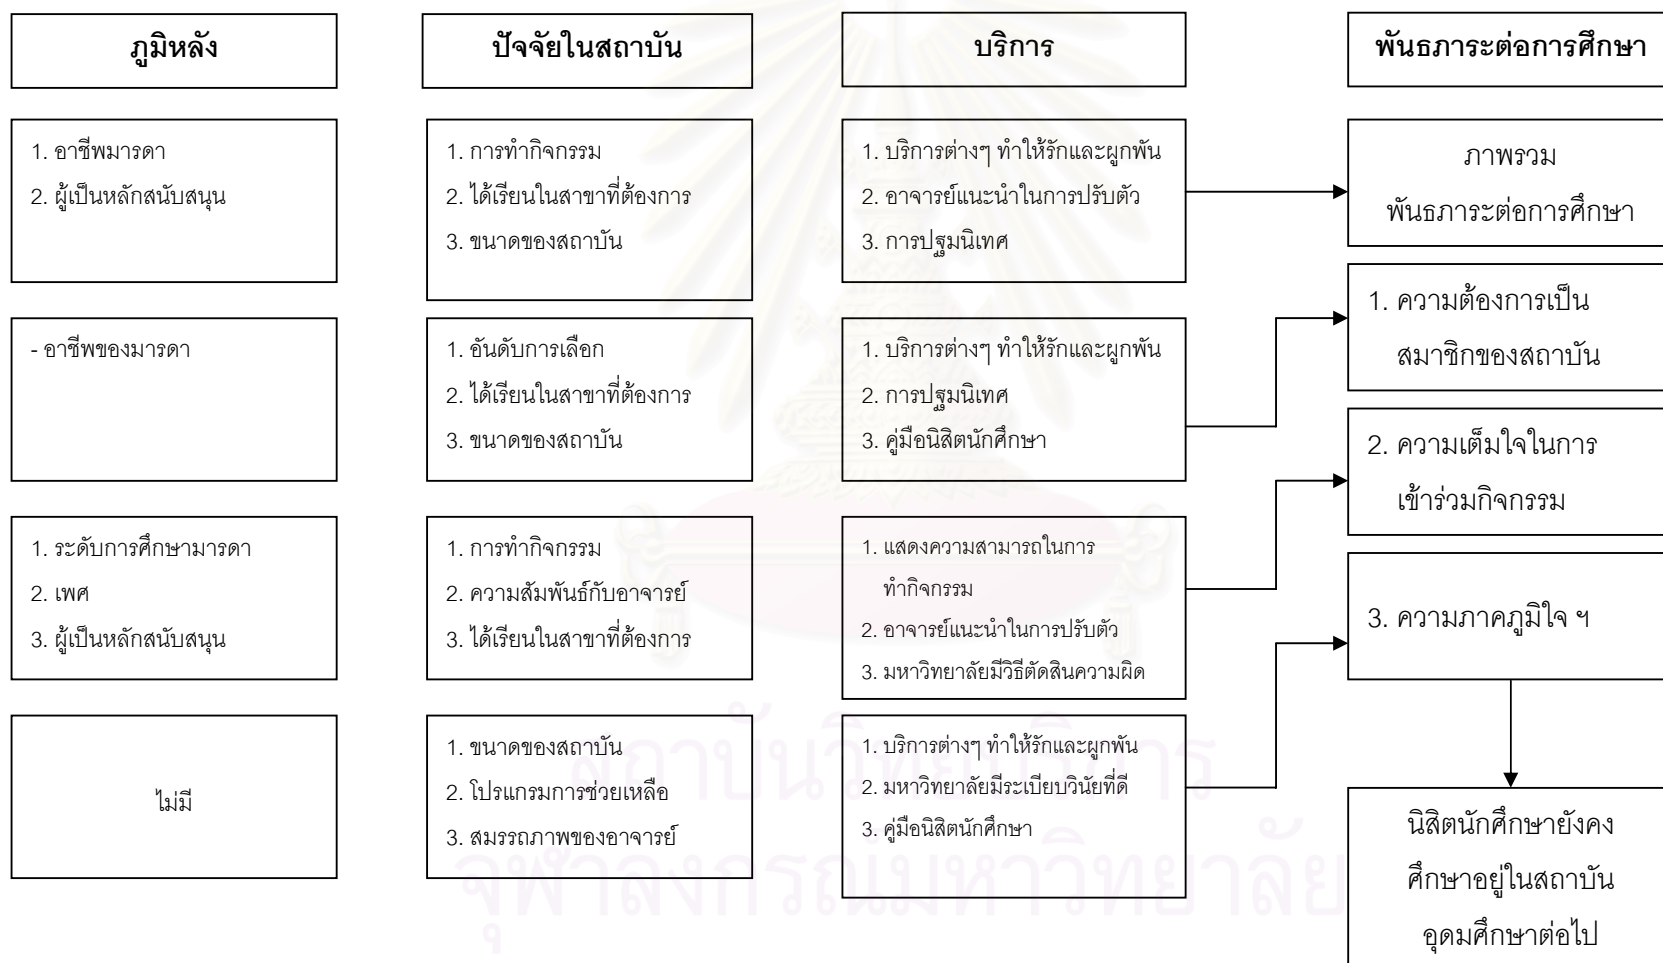 ภูมิหลัง
ปัจจัยในสถาบัน
บริการ
พันธภาระต่อการศึกษา
1. อาชีพมารดา
2. ผู้เป็นหลักสนับสนุน
1. การทำกิจกรรม
2. ได้เรียนในสาขาที่ต้องการ
3. ขนาดของสถาบัน
1. บริการต่างๆ ทำให้รักและผูกพัน
2. อาจารย์แนะนำในการปรับตัว
3. การปฐมนิเทศ
ภาพรวม
พันธภาระต่อการศึกษา
- อาชีพของมารดา
1. อันดับการเลือก
2. ได้เรียนในสาขาที่ต้องการ
3. ขนาดของสถาบัน
1. บริการต่างๆ ทำให้รักและผูกพัน
2. การปฐมนิเทศ
3. คู่มือนิสิตนักศึกษา
1. ความต้องการเป็น
สมาชิกของสถาบัน
1. ระดับการศึกษามารดา
2. เพศ
3. ผู้เป็นหลักสนับสนุน
1. การทำกิจกรรม
2. ความสัมพันธ์กับอาจารย์
3. ได้เรียนในสาขาที่ต้องการ
1. แสดงความสามารถในการ
ทำกิจกรรม
2. อาจารย์แนะนำในการปรับตัว
3. มหาวิทยาลัยมีวิธีตัดสินความผิด
2. ความเต็มใจในการ
เข้าร่วมกิจกรรม
ไม่มี
1. ขนาดของสถาบัน
2. โปรแกรมการช่วยเหลือ
3. สมรรถภาพของอาจารย์
1. บริการต่างๆ ทำให้รักและผูกพัน
2. มหาวิทยาลัยมีระเบียบวินัยที่ดี
3. คู่มือนิสิตนักศึกษา
3. ความภาคภูมิใจ ฯ
นิสิตนักศึกษายังคง
ศึกษาอยู่ในสถาบัน
อุดมศึกษาต่อไป
สถาบันวิทยบริการ
จุฬาลงกรณ์มหาวิทยาลัย